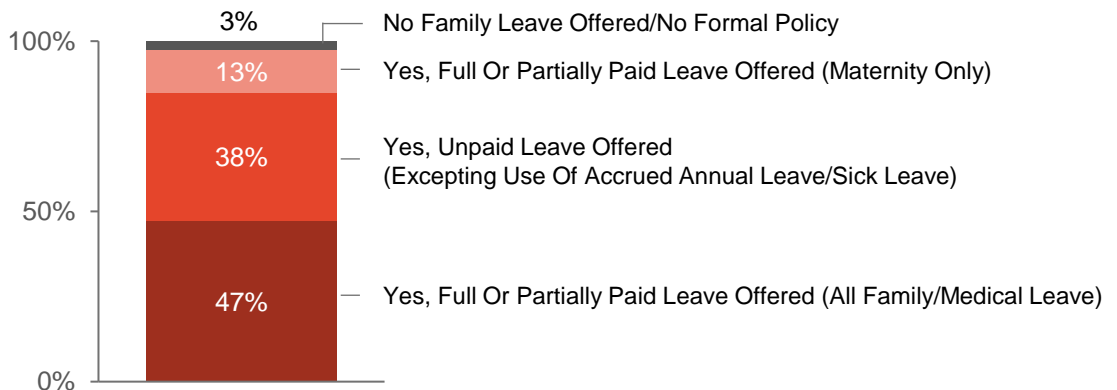 3%
No Family Leave Offered/No Formal Policy
100%
13%
Yes, Full Or Partially Paid Leave Offered (Maternity Only)
38%
Yes, Unpaid Leave Offered
(Excepting Use Of Accrued Annual Leave/Sick Leave)
50%
47%
Yes, Full Or Partially Paid Leave Offered (All Family/Medical Leave)
0%